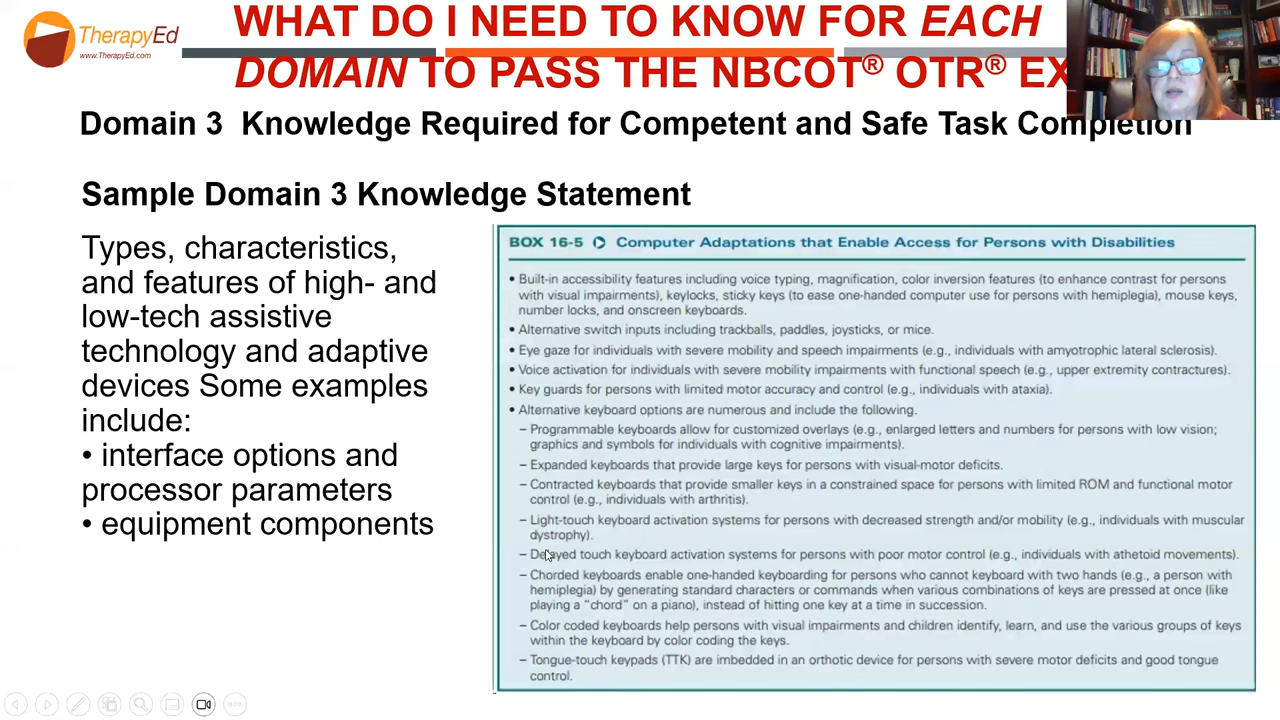 TherapyEd
www.TherapyEd.com
WHAT DO I NEED TO KNOW FOR EACH
DOMAIN TO PASS THE NBCOT® OTR® EX
Domain 3 Knowledge Required for Competent and Safe Task Completion
Sample Domain 3 Knowledge Statement
Types, characteristics,
and features of high- and
low-tech assistive
technology and adaptive
devices Some examples
include:
• interface options and
processor parameters
• equipment components
BOX 16-5 Computer Adaptations that Enable Access for Persons with Disabilities
• Built-in accessibility features including voice typing, magnification, color inversion features (to enhance contrast for persons
with visual impairments), keylocks, sticky keys (to ease one-handed computer use for persons with hemiplegia), mouse keys,
number locks, and onscreen keyboards.
• Alternative switch inputs including trackballs, paddles, joysticks, or mice.
• Eye gaze for individuals with severe mobility and speech impairments (e.g., individuals with amyotrophic lateral sclerosis).
• Voice activation for individuals with severe mobility impairments with functional speech (e.g., upper extremity contractures).
• Key guards for persons with limited motor accuracy and control (e.g., individuals with ataxia).
• Alternative keyboard options are numerous and include the following.
– Programmable keyboards allow for customized overlays (e.g., enlarged letters and numbers for persons with low vision;
graphics and symbols for individuals with cognitive impairments).
– Expanded keyboards that provide large keys for persons with visual-motor deficits.
– Contracted keyboards that provide smaller keys in a constrained space for persons with limited ROM and functional motor
control (e.g., individuals with arthritis).
– Light-touch keyboard activation systems for persons with decreased strength and/or mobility (e.g., individuals with muscular
dystrophy).
– Delayed touch keyboard activation systems for persons with poor motor control (e.g., individuals with athetoid movements).
– Chorded keyboards enable one-handed keyboarding for persons who cannot keyboard with two hands (e.g., a person with
hemiplegia) by generating standard characters or commands when various combinations of keys are pressed at once (like
playing a “chord” on a piano), instead of hitting one key at a time in succession.
– Color coded keyboards help persons with visual impairments and children identify, learn, and use the various groups of keys
within the keyboard by color coding the keys.
– Tongue-touch keypads (TTK) are imbedded in an orthotic device for persons with severe motor deficits and good tongue
control.